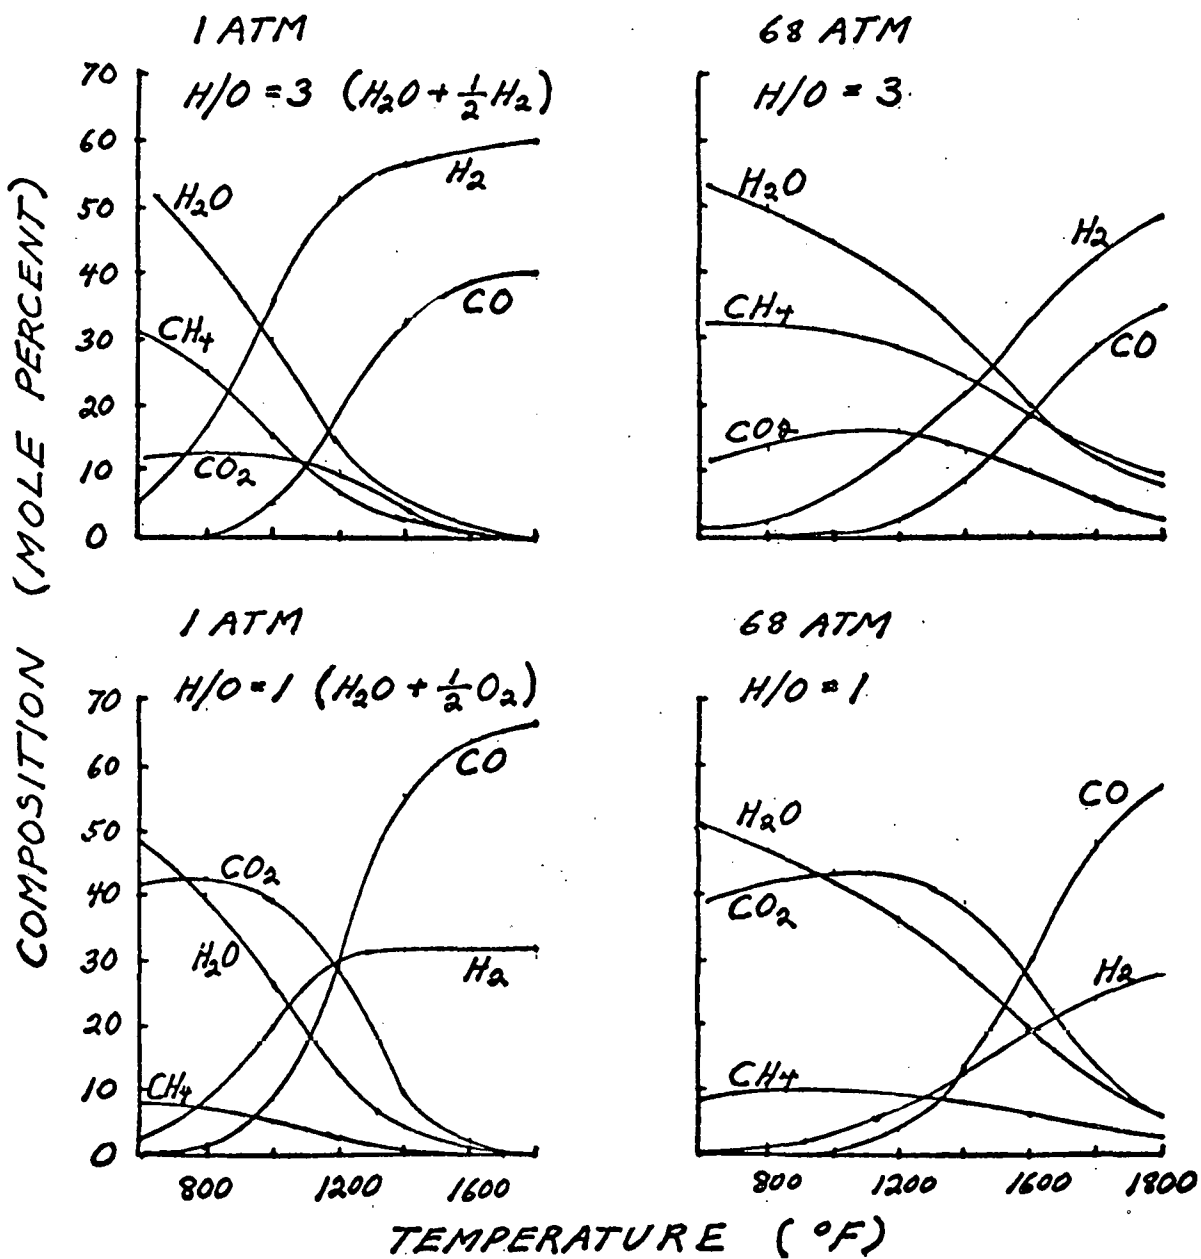 1 ATM
H/O = 3 (H₂O + 1/2 H₂)
70
60
50
40
30
20
10
0
H₂O
H₂
CH₄
CO
CO₂
68 ATM
H/O = 3
H₂O
H₂
CH₄
CO
CO₂
COMPOSITION (MOLE PERCENT)
1 ATM
H/O = 1 (H₂O + 1/2 O₂)
70
60
50
40
30
20
10
0
CO
CO₂
H₂O
H₂
CH₄
800
1200
1600
68 ATM
H/O = 1
CO
H₂O
CO₂
H₂
CH₄
800
1200
1600
1800
TEMPERATURE (°F)